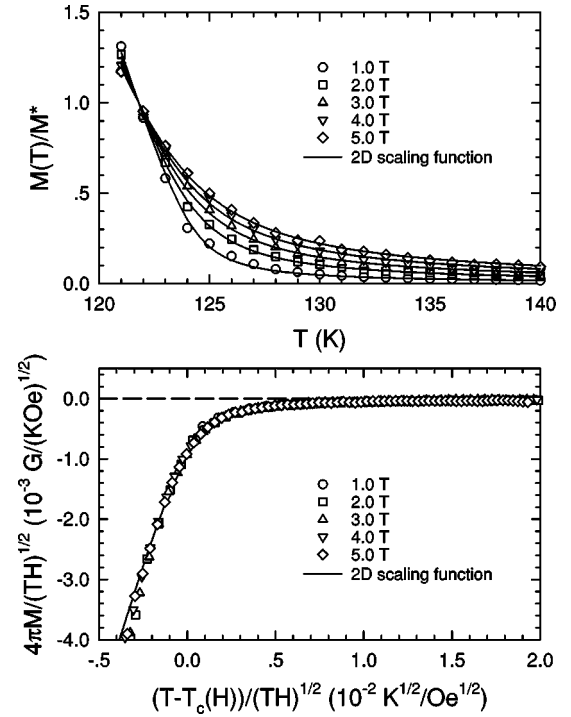 1.5
1.0
.5
0.0
M(T)/M*
1.0 T
2.0 T
3.0 T
4.0 T
5.0 T
2D scaling function
120 125 130 135 140
T (K)
0.0
-1.0
-2.0
-3.0
-4.0
4πM/(TH)^1/2 (10^-3 G/(KOe)^1/2)
1.0 T
2.0 T
3.0 T
4.0 T
5.0 T
2D scaling function
-.5 0.0 .5 1.0 1.5 2.0
(T-Tc(H))/(TH)^1/2 (10^-2 K^1/2/Oe^1/2)